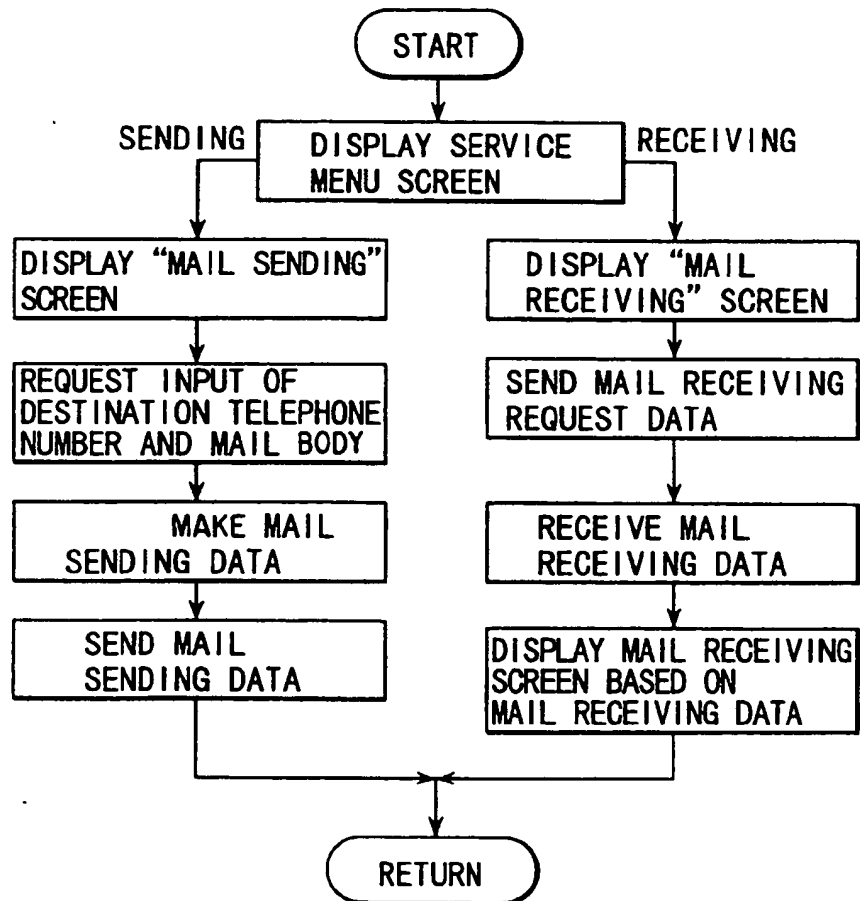 START
SENDING
DISPLAY SERVICE
MENU SCREEN
RECEIVING
DISPLAY “MAIL SENDING”
SCREEN
REQUEST INPUT OF
DESTINATION TELEPHONE
NUMBER AND MAIL BODY
MAKE MAIL
SENDING DATA
SEND MAIL
SENDING DATA
DISPLAY “MAIL
RECEIVING” SCREEN
SEND MAIL RECEIVING
REQUEST DATA
RECEIVE MAIL
RECEIVING DATA
DISPLAY MAIL RECEIVING
SCREEN BASED ON
MAIL RECEIVING DATA
RETURN